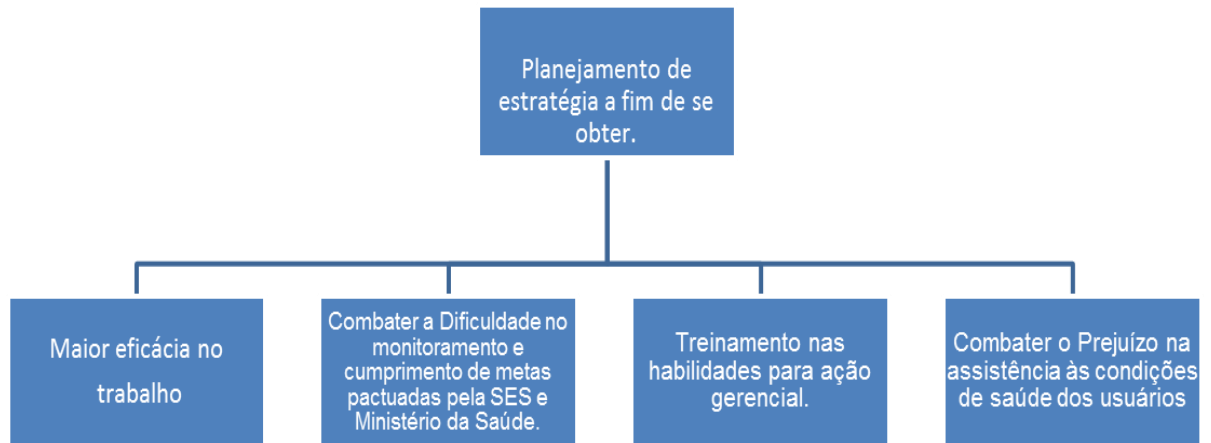 Planejamento de
estratégia a fim de se
obter.
Maior eficácia no
trabalho
Combater a Dificuldade no
monitoramento e
cumprimento de metas
pactuadas pela SES e
Ministério da Saúde.
Treinamento nas
habilidades para ação
gerencial.
Combater o Prejuízo na
assistência às condições
de saúde dos usuários